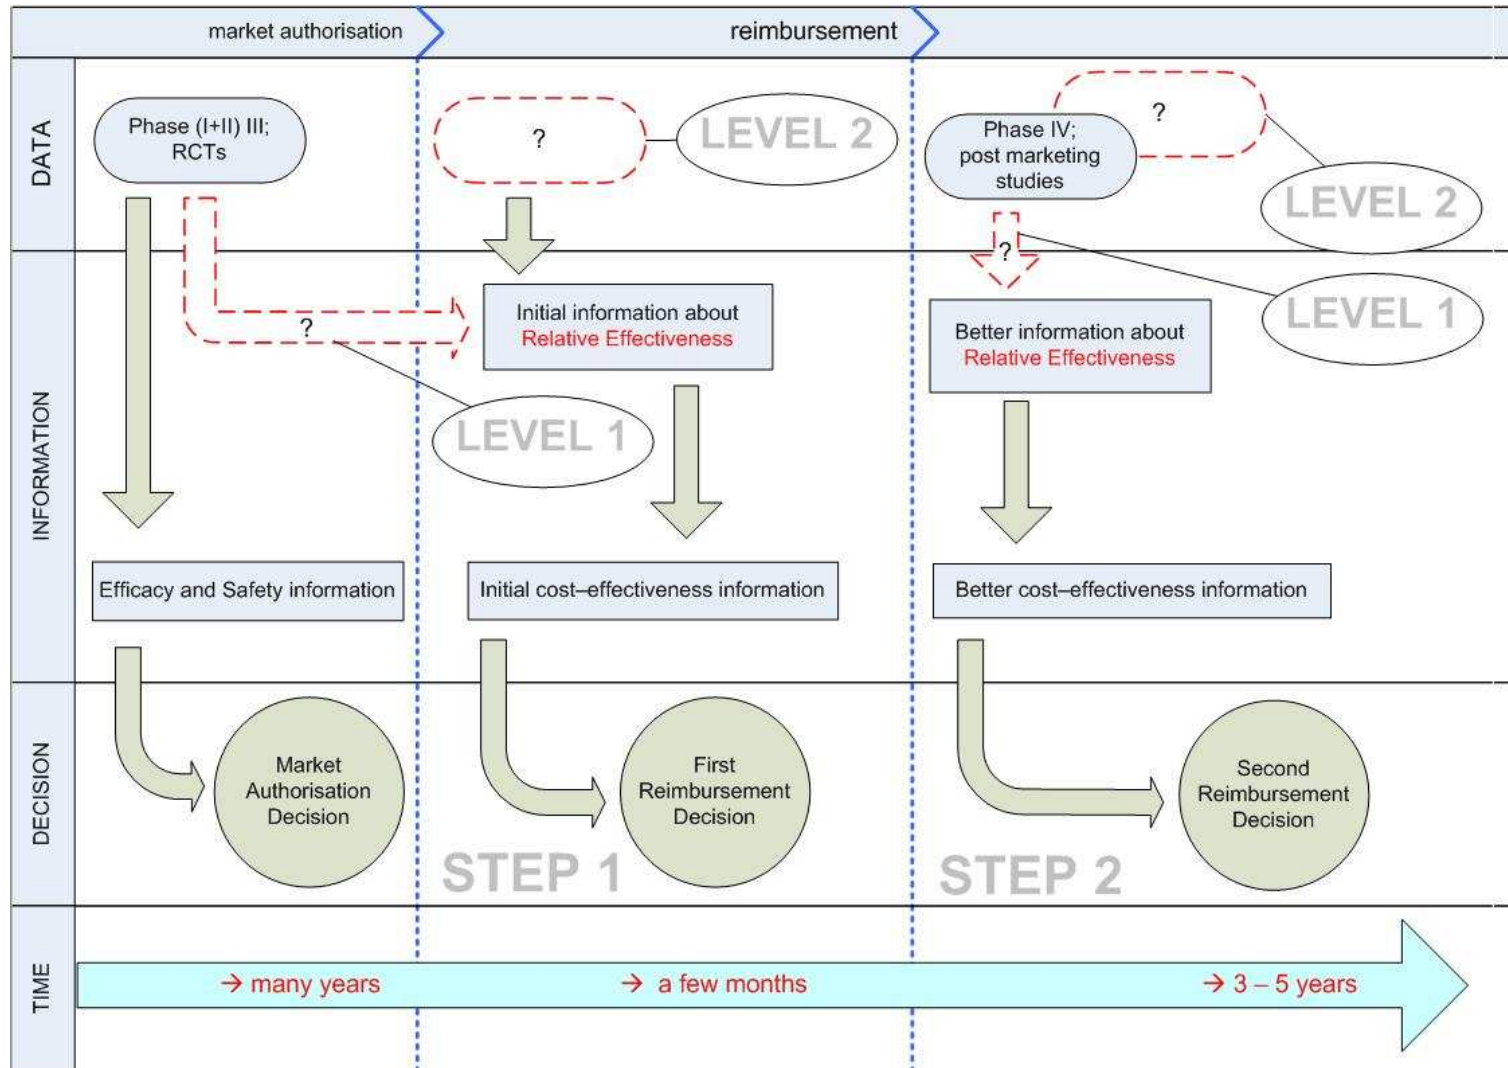 market authorisation
reimbursement
DATA
Phase (I+II) III;
RCTs
?
LEVEL 2
Phase IV;
post marketing
studies
?
LEVEL 2
INFORMATION
?
Initial information about
Relative Effectiveness
LEVEL 1
?
LEVEL 1
Better information about
Relative Effectiveness
Efficacy and Safety information
Initial cost–effectiveness information
Better cost–effectiveness information
DECISION
Market
Authorisation
Decision
First
Reimbursement
Decision
STEP 1
Second
Reimbursement
Decision
STEP 2
TIME
→ many years
→ a few months
→ 3 – 5 years